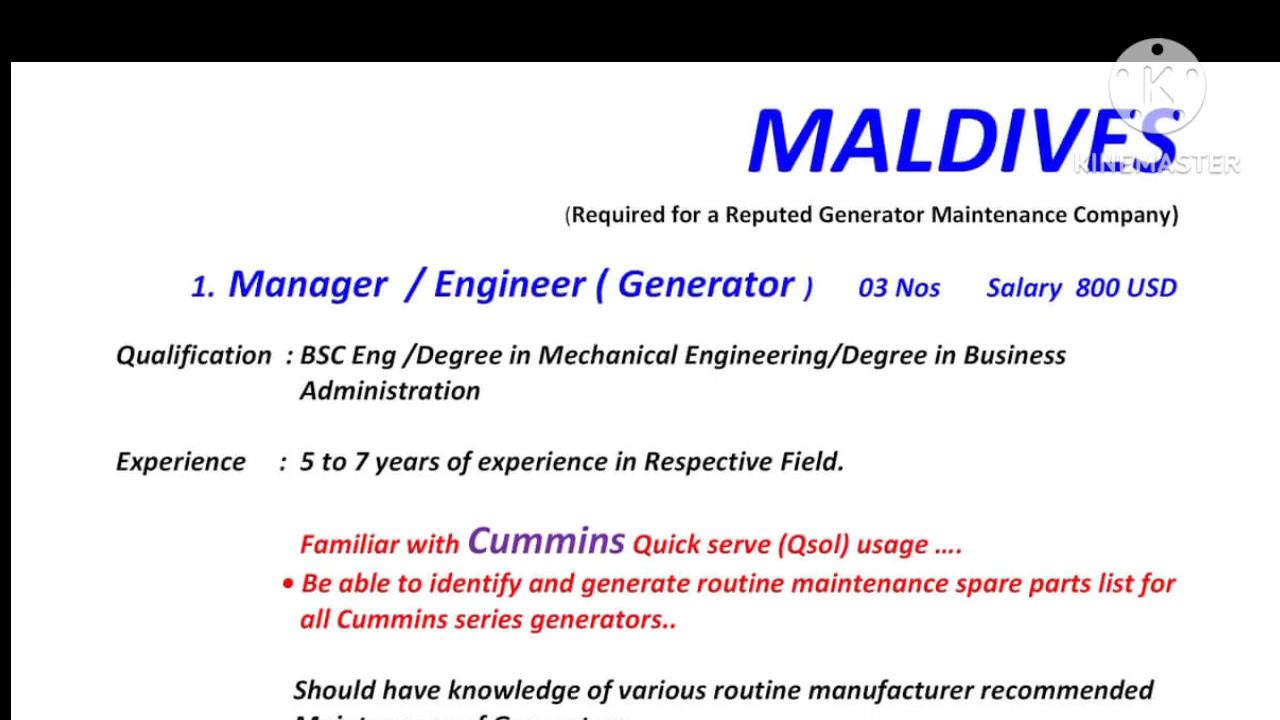 MALDIVES
KINEMASTER
(Required for a Reputed Generator Maintenance Company)
1. Manager / Engineer ( Generator ) 03 Nos Salary 800 USD
Qualification : BSC Eng /Degree in Mechanical Engineering/Degree in Business
Administration
Experience : 5 to 7 years of experience in Respective Field.
Familiar with Cummins Quick serve (Qsol) usage ....
• Be able to identify and generate routine maintenance spare parts list for
all Cummins series generators..
Should have knowledge of various routine manufacturer recommended